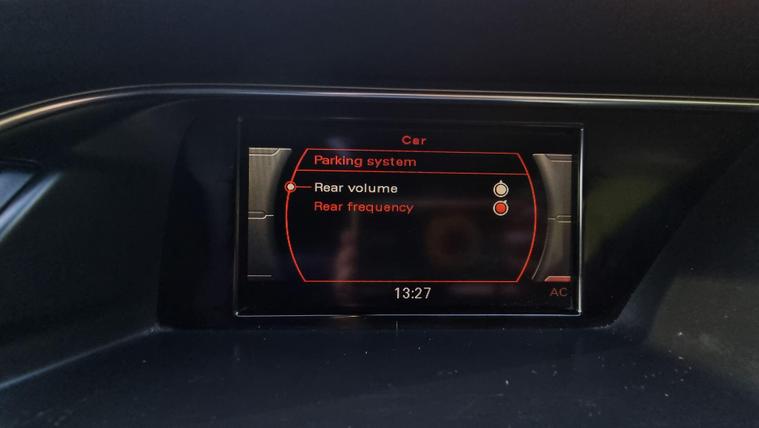 Car
Parking system
Rear volume
Rear frequency
13:27
AC